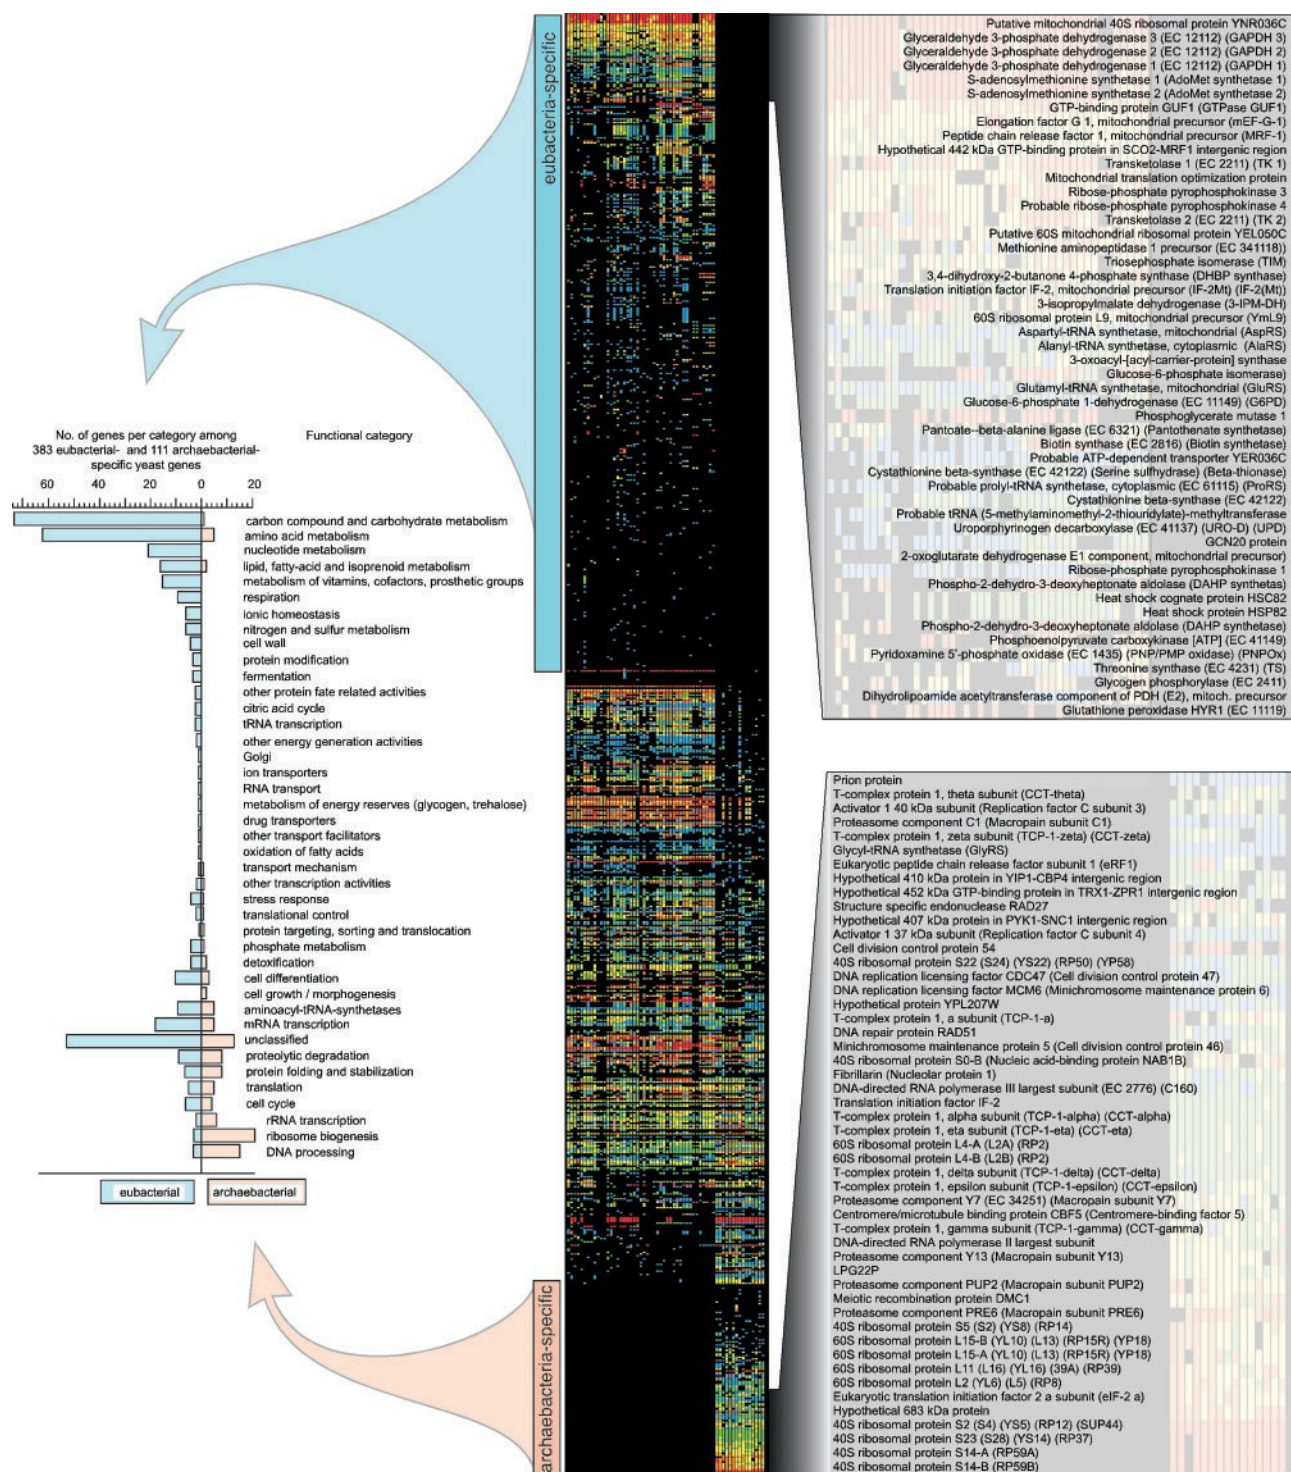 eubacteria-specific
No. of genes per category among
383 eubacterial- and 111 archaebacterial-
specific yeast genes
Functional category
60 40 20 0 20
carbon compound and carbohydrate metabolism
amino acid metabolism
nucleotide metabolism
lipid, fatty-acid and isoprenoid metabolism
metabolism of vitamins, cofactors, prosthetic groups
respiration
ionic homeostasis
nitrogen and sulfur metabolism
cell wall
protein modification
fermentation
other protein fate related activities
citric acid cycle
tRNA transcription
other energy generation activities
Golgi
ion transporters
RNA transport
metabolism of energy reserves (glycogen, trehalose)
drug transporters
other transport facilitators
oxidation of fatty acids
transport mechanism
other transcription activities
stress response
translational control
protein targeting, sorting and translocation
phosphate metabolism
detoxification
cell differentiation
cell growth / morphogenesis
aminoacyl-tRNA-synthetases
mRNA transcription
unclassified
proteolytic degradation
protein folding and stabilization
translation
cell cycle
rRNA transcription
ribosome biogenesis
DNA processing
eubacterial
archaebacterial
archaebacteria-specific
Putative mitochondrial 40S ribosomal protein YNR036C
Glyceraldehyde 3-phosphate dehydrogenase 3 (EC 12112) (GAPDH 3)
Glyceraldehyde 3-phosphate dehydrogenase 2 (EC 12112) (GAPDH 2)
Glyceraldehyde 3-phosphate dehydrogenase 1 (EC 12112) (GAPDH 1)
S-adenosylmethionine synthetase 1 (AdoMet synthetase 1)
S-adenosylmethionine synthetase 2 (AdoMet synthetase 2)
GTP-binding protein GUF1 (GTPase GUF1)
Elongation factor G 1, mitochondrial precursor (mEF-G-1)
Peptide chain release factor 1, mitochondrial precursor (MRF-1)
Hypothetical 442 kDa GTP-binding protein in SCO2-MRF1 intergenic region
Transketolase 1 (EC 2211) (TK 1)
Mitochondrial translation optimization protein
Ribose-phosphate pyrophosphokinase 3
Probable ribose-phosphate pyrophosphokinase 4
Transketolase 2 (EC 2211) (TK 2)
Putative 60S mitochondrial ribosomal protein YEL050C
Methionine aminopeptidase 1 precursor (EC 341118))
Triosephosphate isomerase (TIM)
3,4-dihydroxy-2-butanone 4-phosphate synthase (DHBP synthase)
Translation initiation factor IF-2, mitochondrial precursor (IF-2Mt) (IF-2(Mt))
3-isopropylmalate dehydrogenase (3-IPM-DH)
60S ribosomal protein L9, mitochondrial precursor (YmL9)
Aspartyl-tRNA synthetase, mitochondrial (AspRS)
Alanyl-tRNA synthetase, cytoplasmic (AlaRS)
3-oxoacyl-[acyl-carrier-protein] synthase
Glucose-6-phosphate isomerase)
Glutamyl-tRNA synthetase, mitochondrial (GluRS)
Glucose-6-phosphate 1-dehydrogenase (EC 11149) (G6PD)
Phosphoglycerate mutase 1
Pantoate--beta-alanine ligase (EC 6321) (Pantothenate synthetase)
Biotin synthase (EC 2816) (Biotin synthetase)
Probable ATP-dependent transporter YER036C
Cystathionine beta-synthase (EC 42122) (Serine sulfhydrase) (Beta-thionase)
Probable prolyl-tRNA synthetase, cytoplasmic (EC 61115) (ProRS)
Cystathionine beta-synthase (EC 42122)
Probable tRNA (5-methylaminomethyl-2-thiouridylate)-methyltransferase
Uroporphyrinogen decarboxylase (EC 41137) (URO-D) (UPD)
GCN20 protein
2-oxoglutarate dehydrogenase E1 component, mitochondrial precursor)
Ribose-phosphate pyrophosphokinase 1
Phospho-2-dehydro-3-deoxyheptonate aldolase (DAHP synthetas)
Heat shock cognate protein HSC82
Heat shock protein HSP82
Phospho-2-dehydro-3-deoxyheptonate aldolase (DAHP synthetase)
Phosphoenolpyruvate carboxykinase [ATP] (EC 41149)
Pyridoxamine 5'-phosphate oxidase (EC 1435) (PNP/PMP oxidase) (PNPOx)
Threonine synthase (EC 4231) (TS)
Glycogen phosphorylase (EC 2411)
Dihydrolipoamide acetyltransferase component of PDH (E2), mitoch. precursor
Glutathione peroxidase HYR1 (EC 11119)
Prion protein
T-complex protein 1, theta subunit (CCT-theta)
Activator 1 40 kDa subunit (Replication factor C subunit 3)
Proteasome component C1 (Macropain subunit C1)
T-complex protein 1, zeta subunit (TCP-1-zeta) (CCT-zeta)
Glycyl-tRNA synthetase (GlyRS)
Eukaryotic peptide chain release factor subunit 1 (eRF1)
Hypothetical 410 kDa protein in YIP1-CBP4 intergenic region
Hypothetical 452 kDa GTP-binding protein in TRX1-ZPR1 intergenic region
Structure specific endonuclease RAD27
Hypothetical 407 kDa protein in PYK1-SNC1 intergenic region
Activator 1 37 kDa subunit (Replication factor C subunit 4)
Cell division control protein 54
40S ribosomal protein S22 (S24) (YS22) (RP50) (YP58)
DNA replication licensing factor CDC47 (Cell division control protein 47)
DNA replication licensing factor MCM6 (Minichromosome maintenance protein 6)
Hypothetical protein YPL207W
T-complex protein 1, a subunit (TCP-1-a)
DNA repair protein RAD51
Minichromosome maintenance protein 5 (Cell division control protein 46)
40S ribosomal protein S0-B (Nucleic acid-binding protein NAB1B)
Fibrillarin (Nucleolar protein 1)
DNA-directed RNA polymerase III largest subunit (EC 2776) (C160)
Translation initiation factor IF-2
T-complex protein 1, alpha subunit (TCP-1-alpha) (CCT-alpha)
T-complex protein 1, eta subunit (TCP-1-eta) (CCT-eta)
60S ribosomal protein L4-A (L2A) (RP2)
60S ribosomal protein L4-B (L2B) (RP2)
T-complex protein 1, delta subunit (TCP-1-delta) (CCT-delta)
T-complex protein 1, epsilon subunit (TCP-1-epsilon) (CCT-epsilon)
Proteasome component Y7 (EC 34251) (Macropain subunit Y7)
Centromere/microtubule binding protein CBF5 (Centromere-binding factor 5)
T-complex protein 1, gamma subunit (TCP-1-gamma) (CCT-gamma)
DNA-directed RNA polymerase II largest subunit
Proteasome component Y13 (Macropain subunit Y13)
LPG22P
Proteasome component PUP2 (Macropain subunit PUP2)
Meiotic recombination protein DMC1
Proteasome component PRE6 (Macropain subunit PRE6)
40S ribosomal protein S5 (S2) (YS8) (RP14)
60S ribosomal protein L15-B (YL10) (L13) (RP15R) (YP18)
60S ribosomal protein L15-A (YL10) (L13) (RP15R) (YP18)
60S ribosomal protein L11 (L16) (YL16) (39A) (RP39)
60S ribosomal protein L2 (YL6) (L5) (RP8)
Eukaryotic translation initiation factor 2 a subunit (eIF-2 a)
Hypothetical 683 kDa protein
40S ribosomal protein S2 (S4) (YS5) (RP12) (SUP44)
40S ribosomal protein S23 (S28) (YS14) (RP37)
40S ribosomal protein S14-A (RP59A)
40S ribosomal protein S14-B (RP59B)